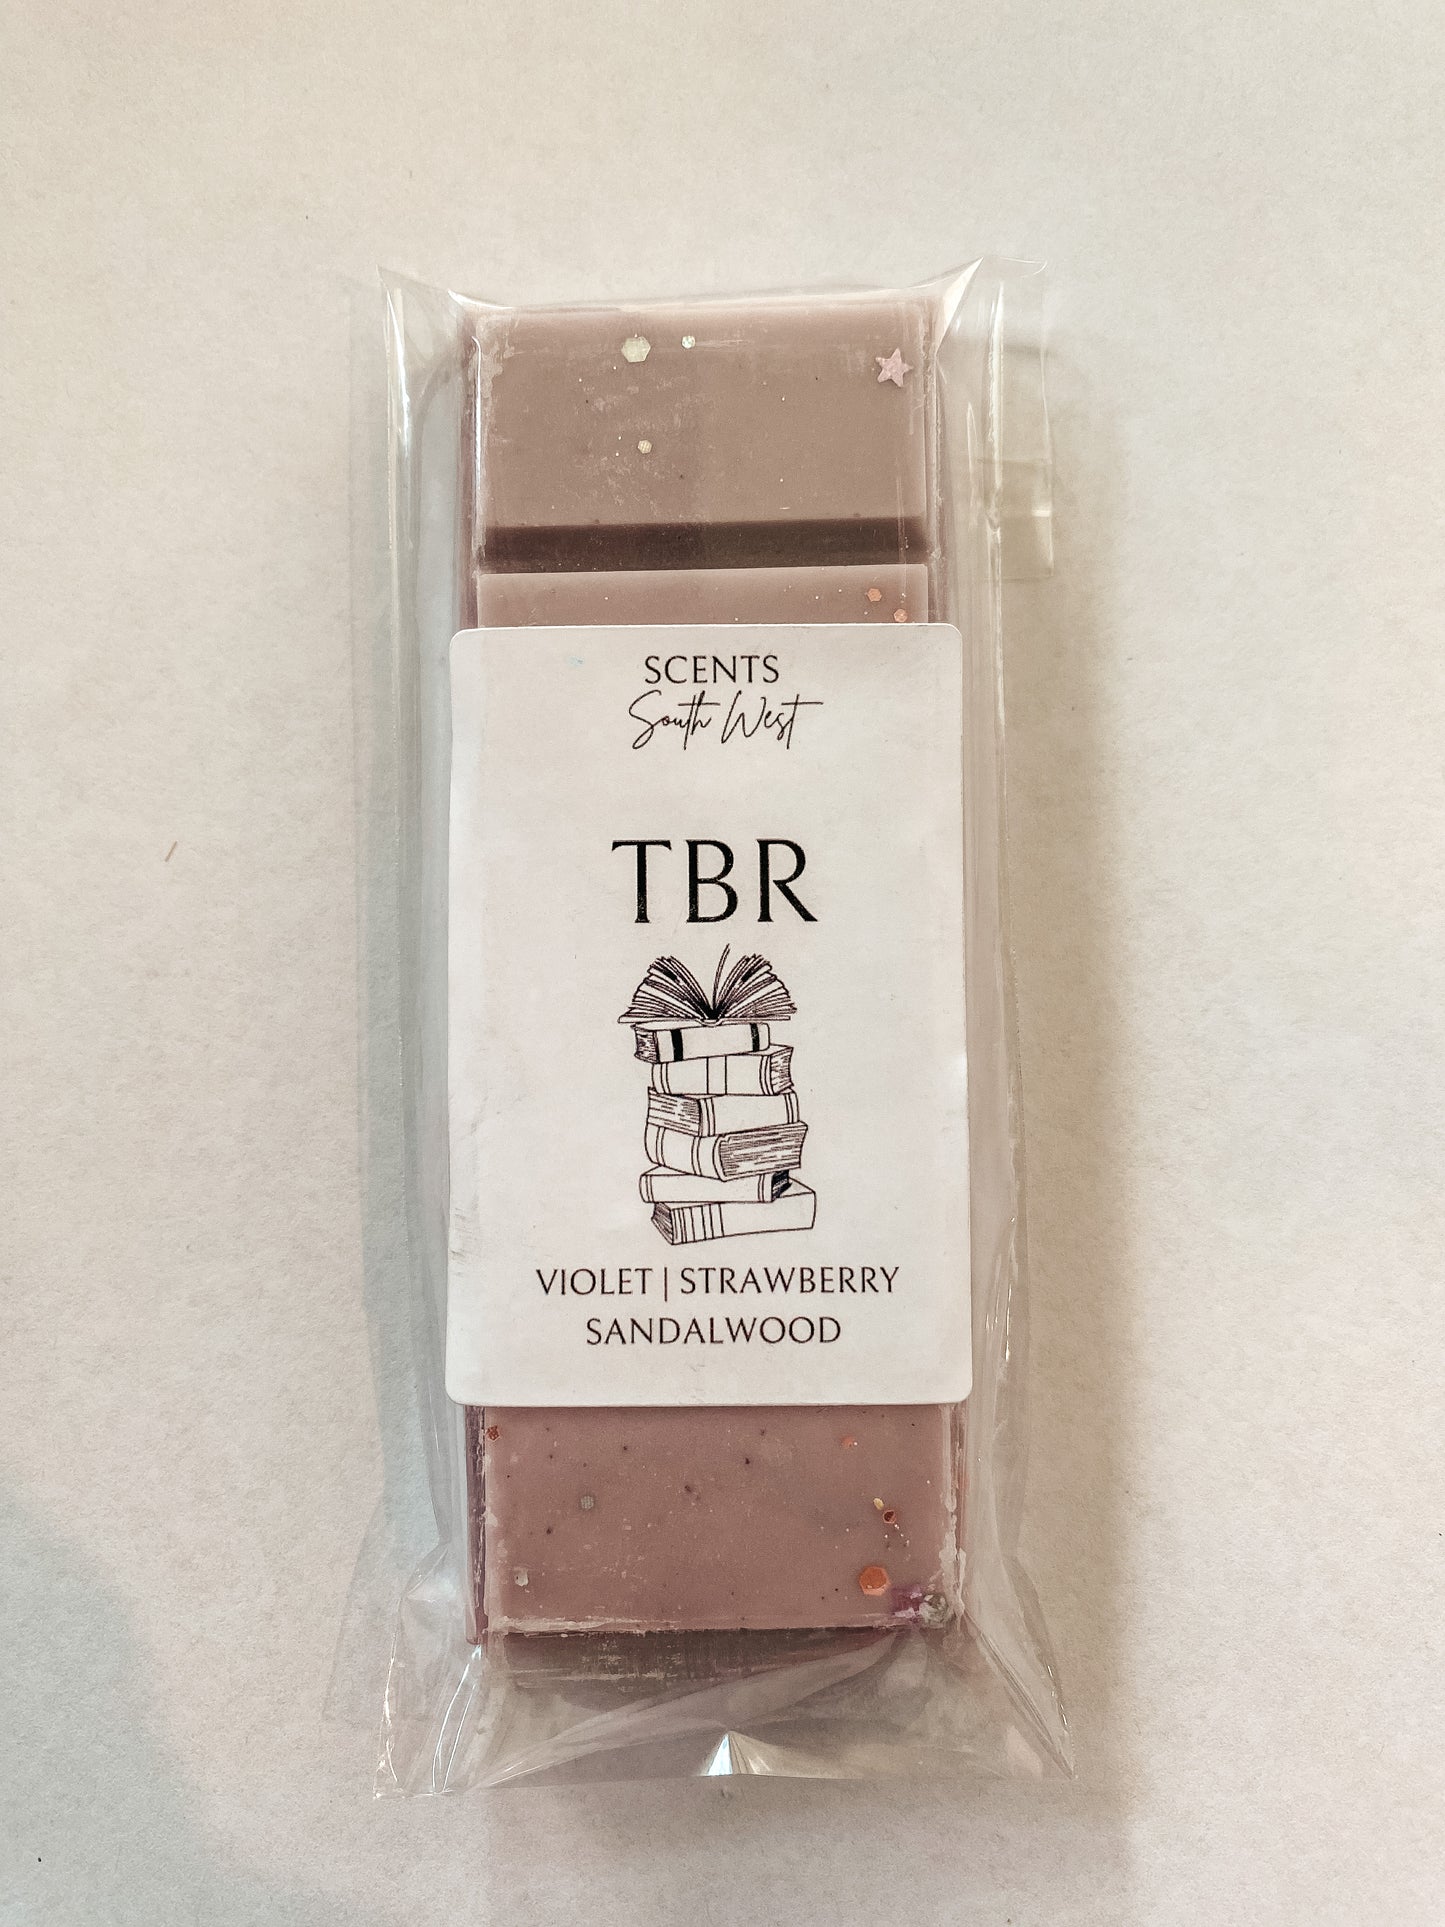 SCENTS
South West
TBR
VIOLET | STRAWBERRY
SANDALWOOD